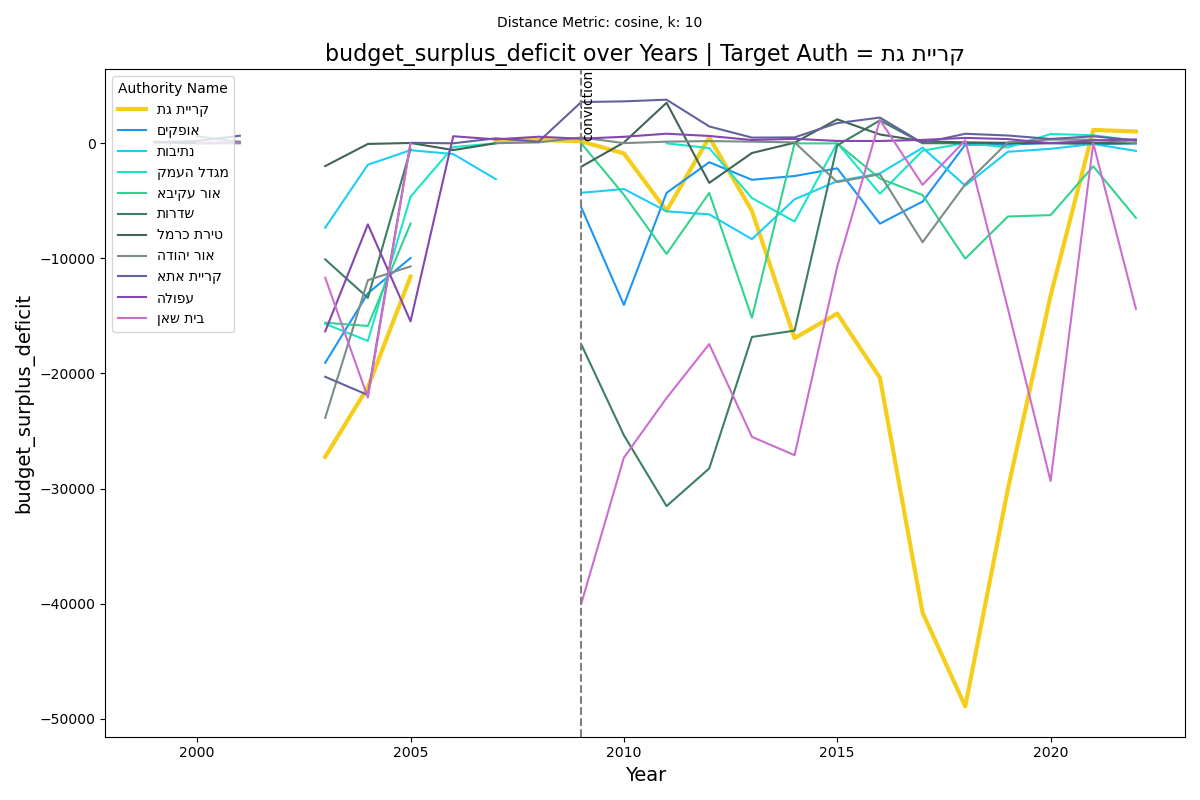 Distance Metric: cosine, k: 10
budget_surplus_deficit over Years | Target Auth = קריית גת
conviction
Authority Name
קריית גת
אופקים
נתיבות
מגדל העמק
אור עקיבא
שדרות
טירת כרמל
אור יהודה
קריית אתא
עפולה
בית שאן
budget_surplus_deficit
0
−10000
−20000
−30000
−40000
−50000
2000
2005
2010
2015
2020
Year